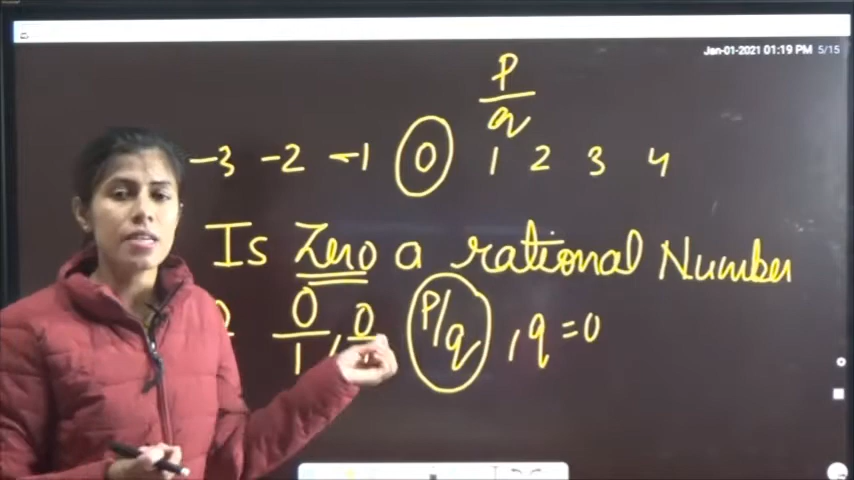 Jan-01-2021 01:19 PM 5/15
P/q
-3 -2 -1 0 1 2 3 4
Is Zero a rational Number
0/1, 0/ P/q, q=0